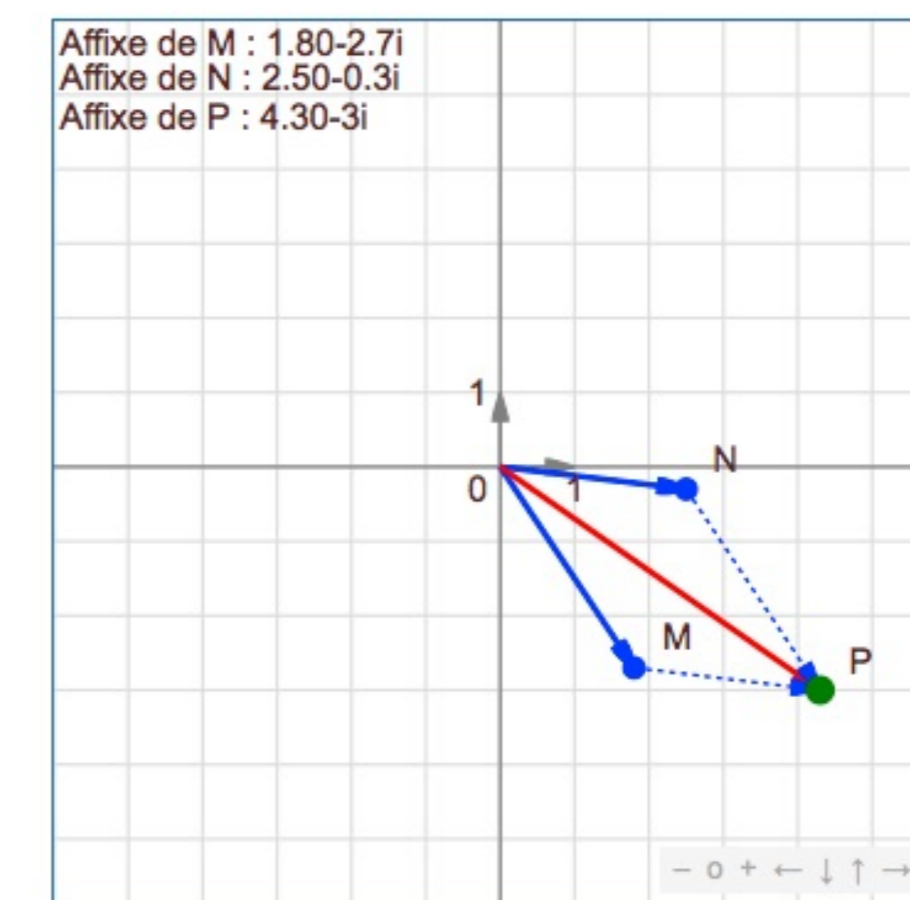 Affixe de M : 1.80-2.7i
Affixe de N : 2.50-0.3i
Affixe de P : 4.30-3i
1
N
0
1
M
P
− o + ← ↓ ↑ →